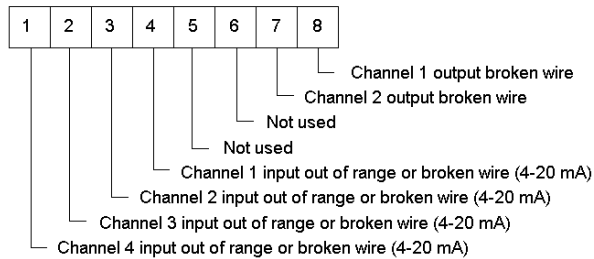 1 2 3 4 5 6 7 8
Channel 1 output broken wire
Channel 2 output broken wire
Not used
Not used
Channel 1 input out of range or broken wire (4-20 mA)
Channel 2 input out of range or broken wire (4-20 mA)
Channel 3 input out of range or broken wire (4-20 mA)
Channel 4 input out of range or broken wire (4-20 mA)